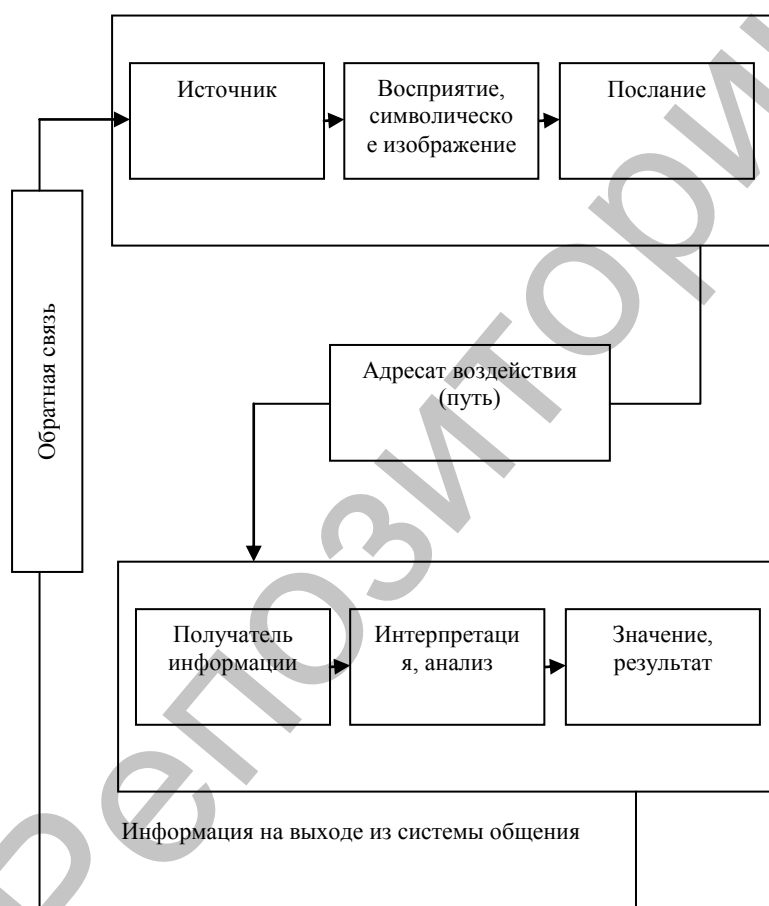 Источник
Восприятие,
символическо
е изображение
Послание
Обратная связь
Адресат воздействия
(путь)
Получатель
информации
Интерпретаци
я, анализ
Значение,
результат
Информация на выходе из системы общения
Репозитори